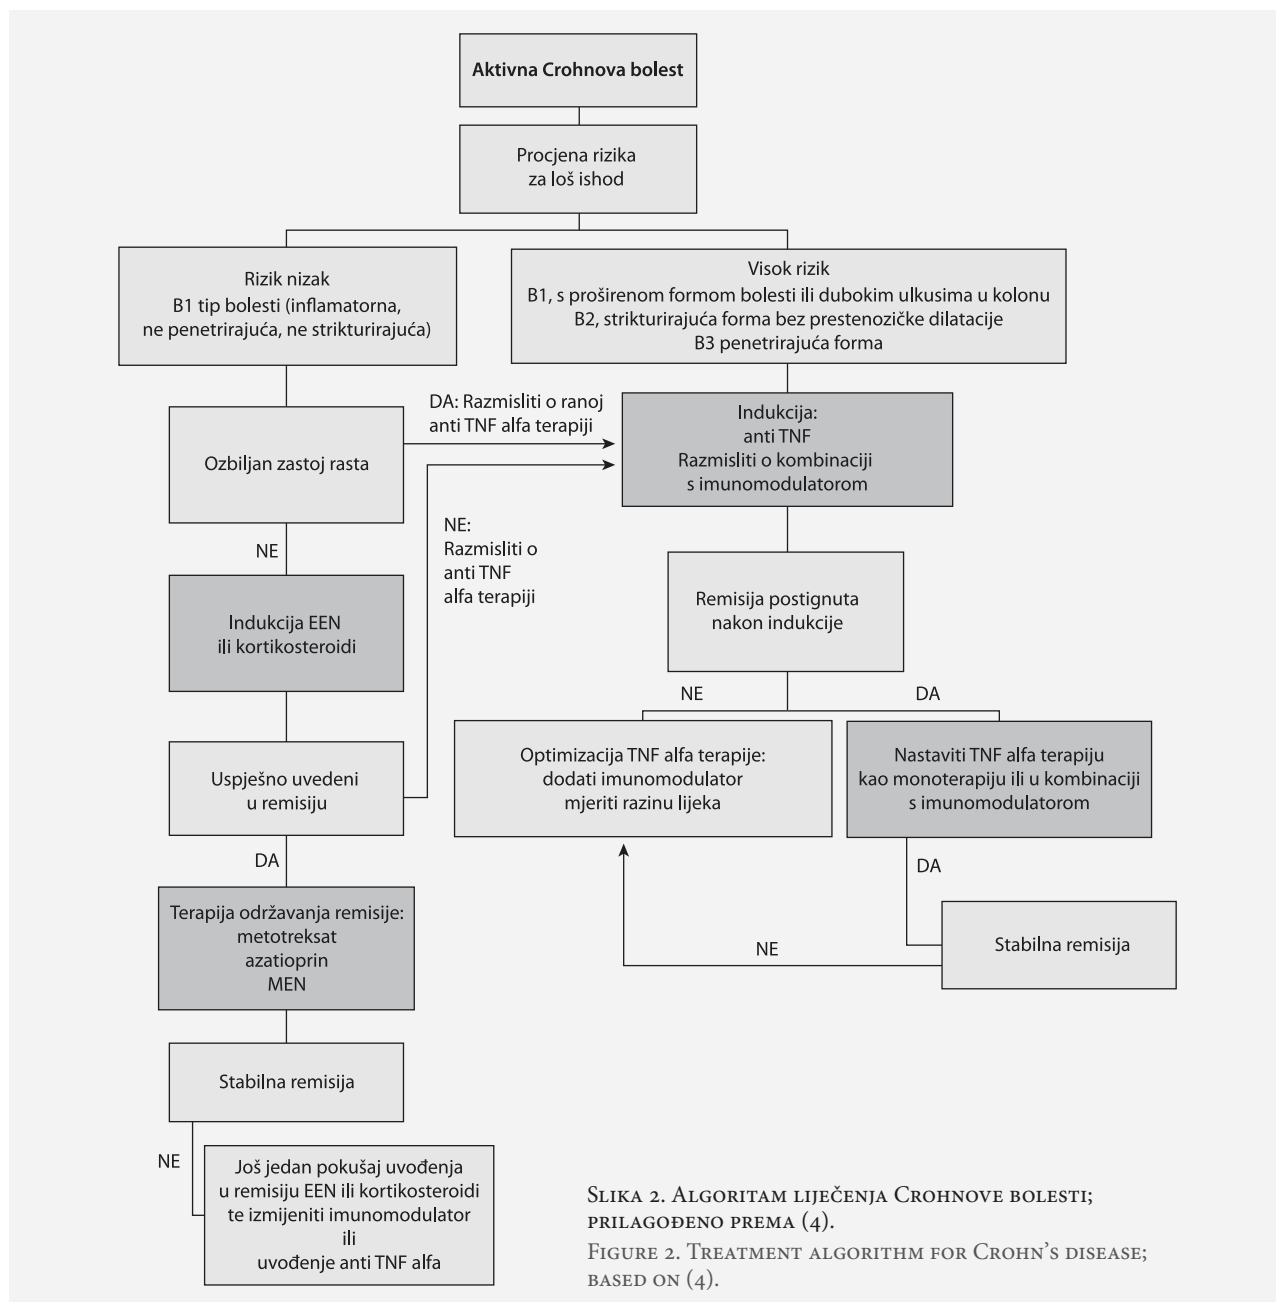 Aktivna Crohnova bolest
Procjena rizika
za loš ishod
Rizik nizak
B1 tip bolesti (inflamatorna,
ne penetrirajuća, ne strikturirajuća)
Visok rizik
B1, s proširenom formom bolesti ili dubokim ulkusima u kolonu
B2, strikturirajuća forma bez prestenozičke dilatacije
B3 penetrirajuća forma
Ozbiljan zastoj rasta
DA: Razmisliti o ranoj
anti TNF alfa terapiji
Indukcija:
anti TNF
Razmisliti o kombinaciji
s imunomodulatorom
NE
NE:
Razmisliti o
anti TNF
alfa terapiji
Indukcija EEN
ili kortikosteroidi
Remisija postignuta
nakon indukcije
NE
DA
Uspješno uvedeni
u remisiju
Optimizacija TNF alfa terapije:
dodati imunomodulator
mjeriti razinu lijeka
Nastaviti TNF alfa terapiju
kao monoterapiju ili u kombinaciji
s imunomodulatorom
DA
DA
Terapija održavanja remisije:
metotreksat
azatioprin
MEN
NE
Stabilna remisija
Stabilna remisija
NE
Još jedan pokušaj uvođenja
u remisiju EEN ili kortikosteroidi
te izmijeniti imunomodulator
ili
uvođenje anti TNF alfa
Slika 2. Algoritam liječenja Crohnove bolesti;
prilagođeno prema (4).
Figure 2. Treatment algorithm for Crohn's disease;
based on (4).